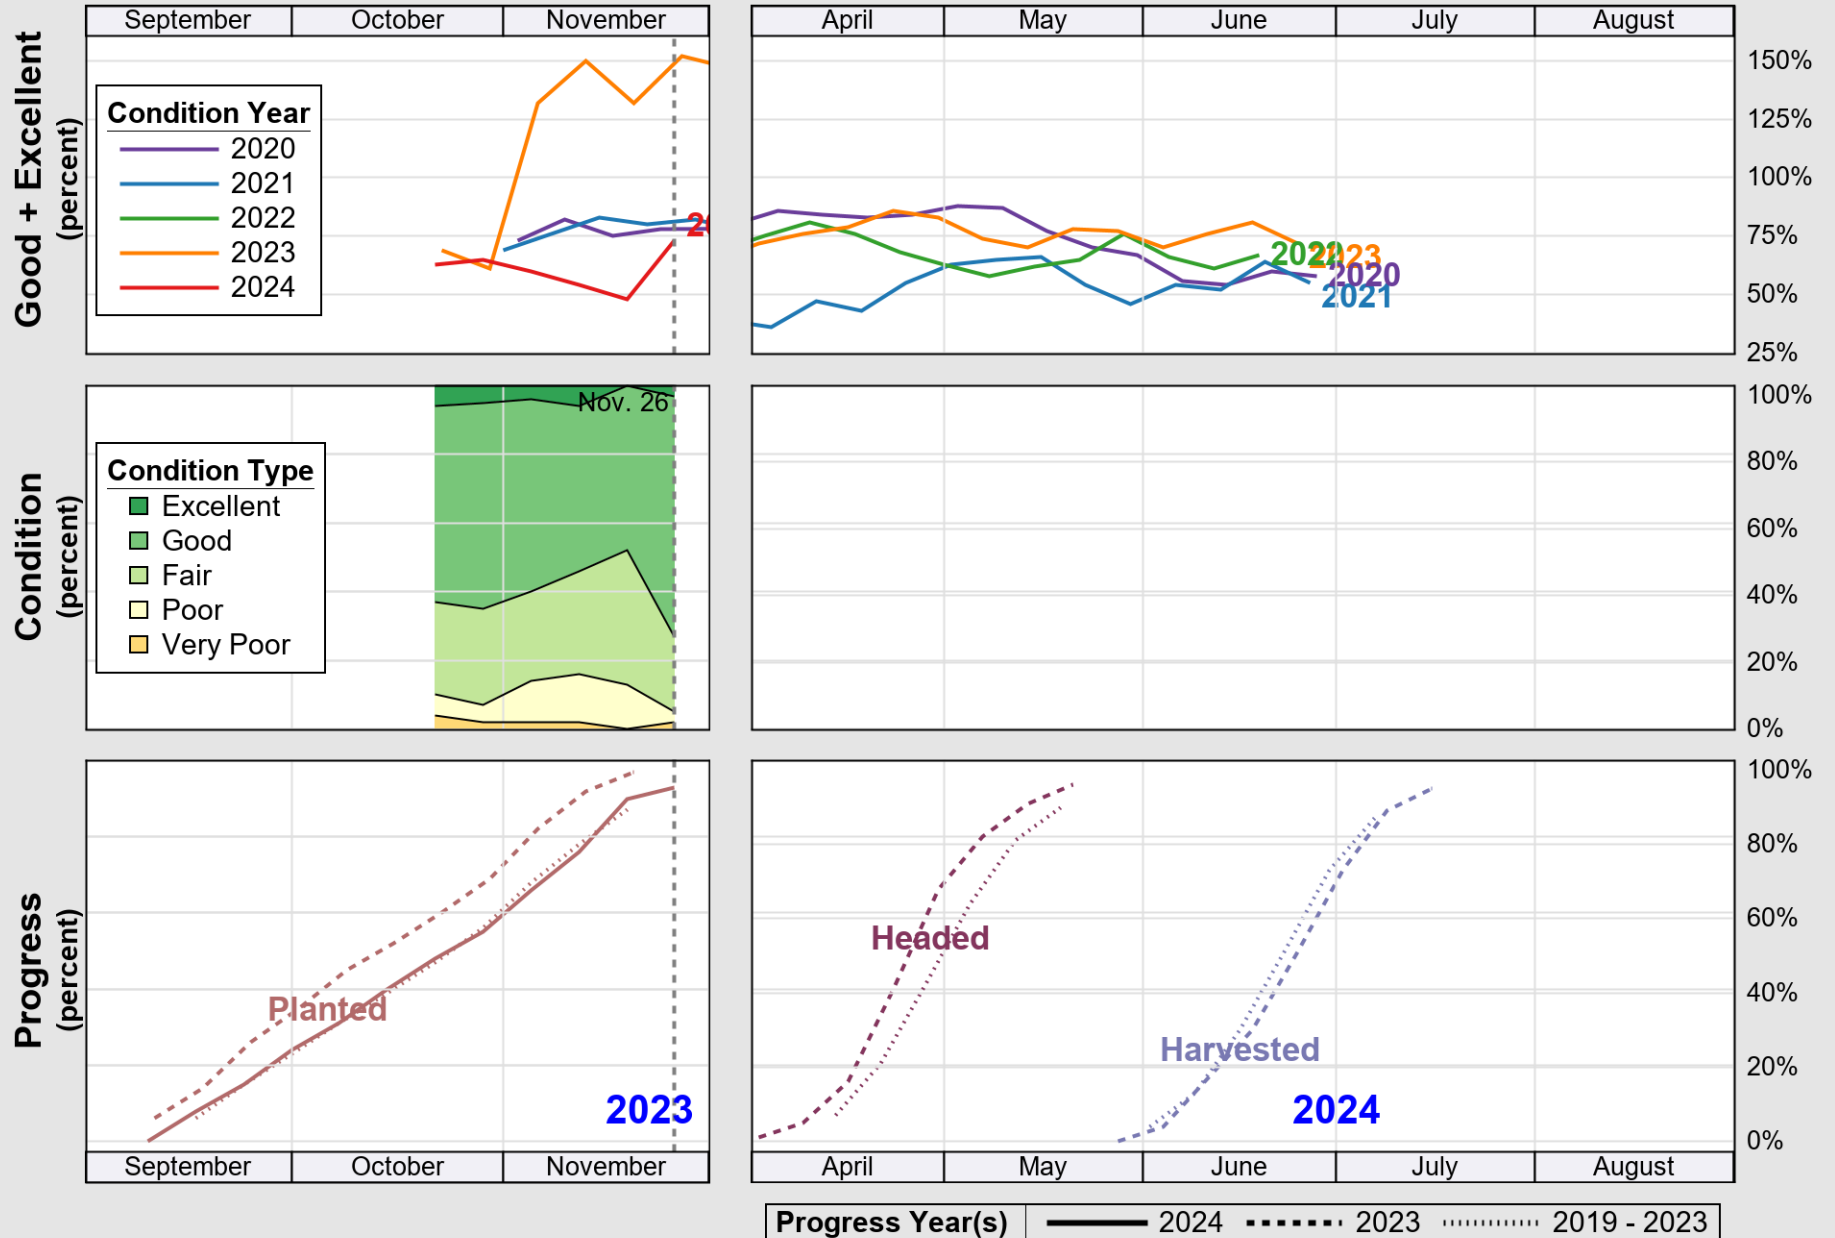 September October November April May June July August
Good + Excellent
(percent)
150%
125%
100%
75%
50%
25%
Condition Year
2020
2021
2022
2023
2024
2022
2023
2020
2021
Condition
(percent)
Nov. 26
Condition Type
Excellent
Good
Fair
Poor
Very Poor
100%
80%
60%
40%
20%
0%
Progress
(percent)
Planted
Headed
Harvested
2023
2024
100%
80%
60%
40%
20%
0%
September October November April May June July August
Progress Year(s) 2024 2023 2019 - 2023